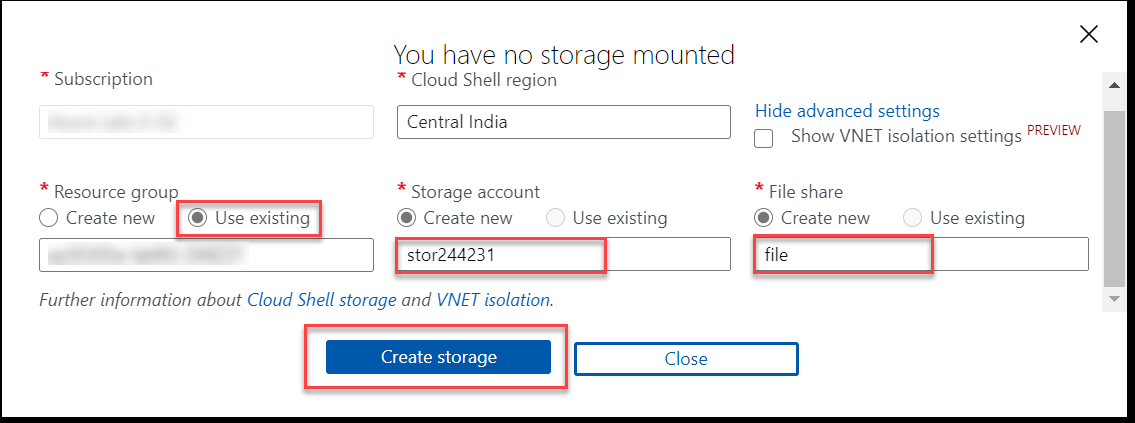 You have no storage mounted
* Subscription
* Cloud Shell region
Central India
Hide advanced settings
Show VNET isolation settings PREVIEW
* Resource group
* Storage account
* File share
Create new Use existing
Create new Use existing
Create new Use existing
stor244231
file
Further information about Cloud Shell storage and VNET isolation.
Create storage
Close